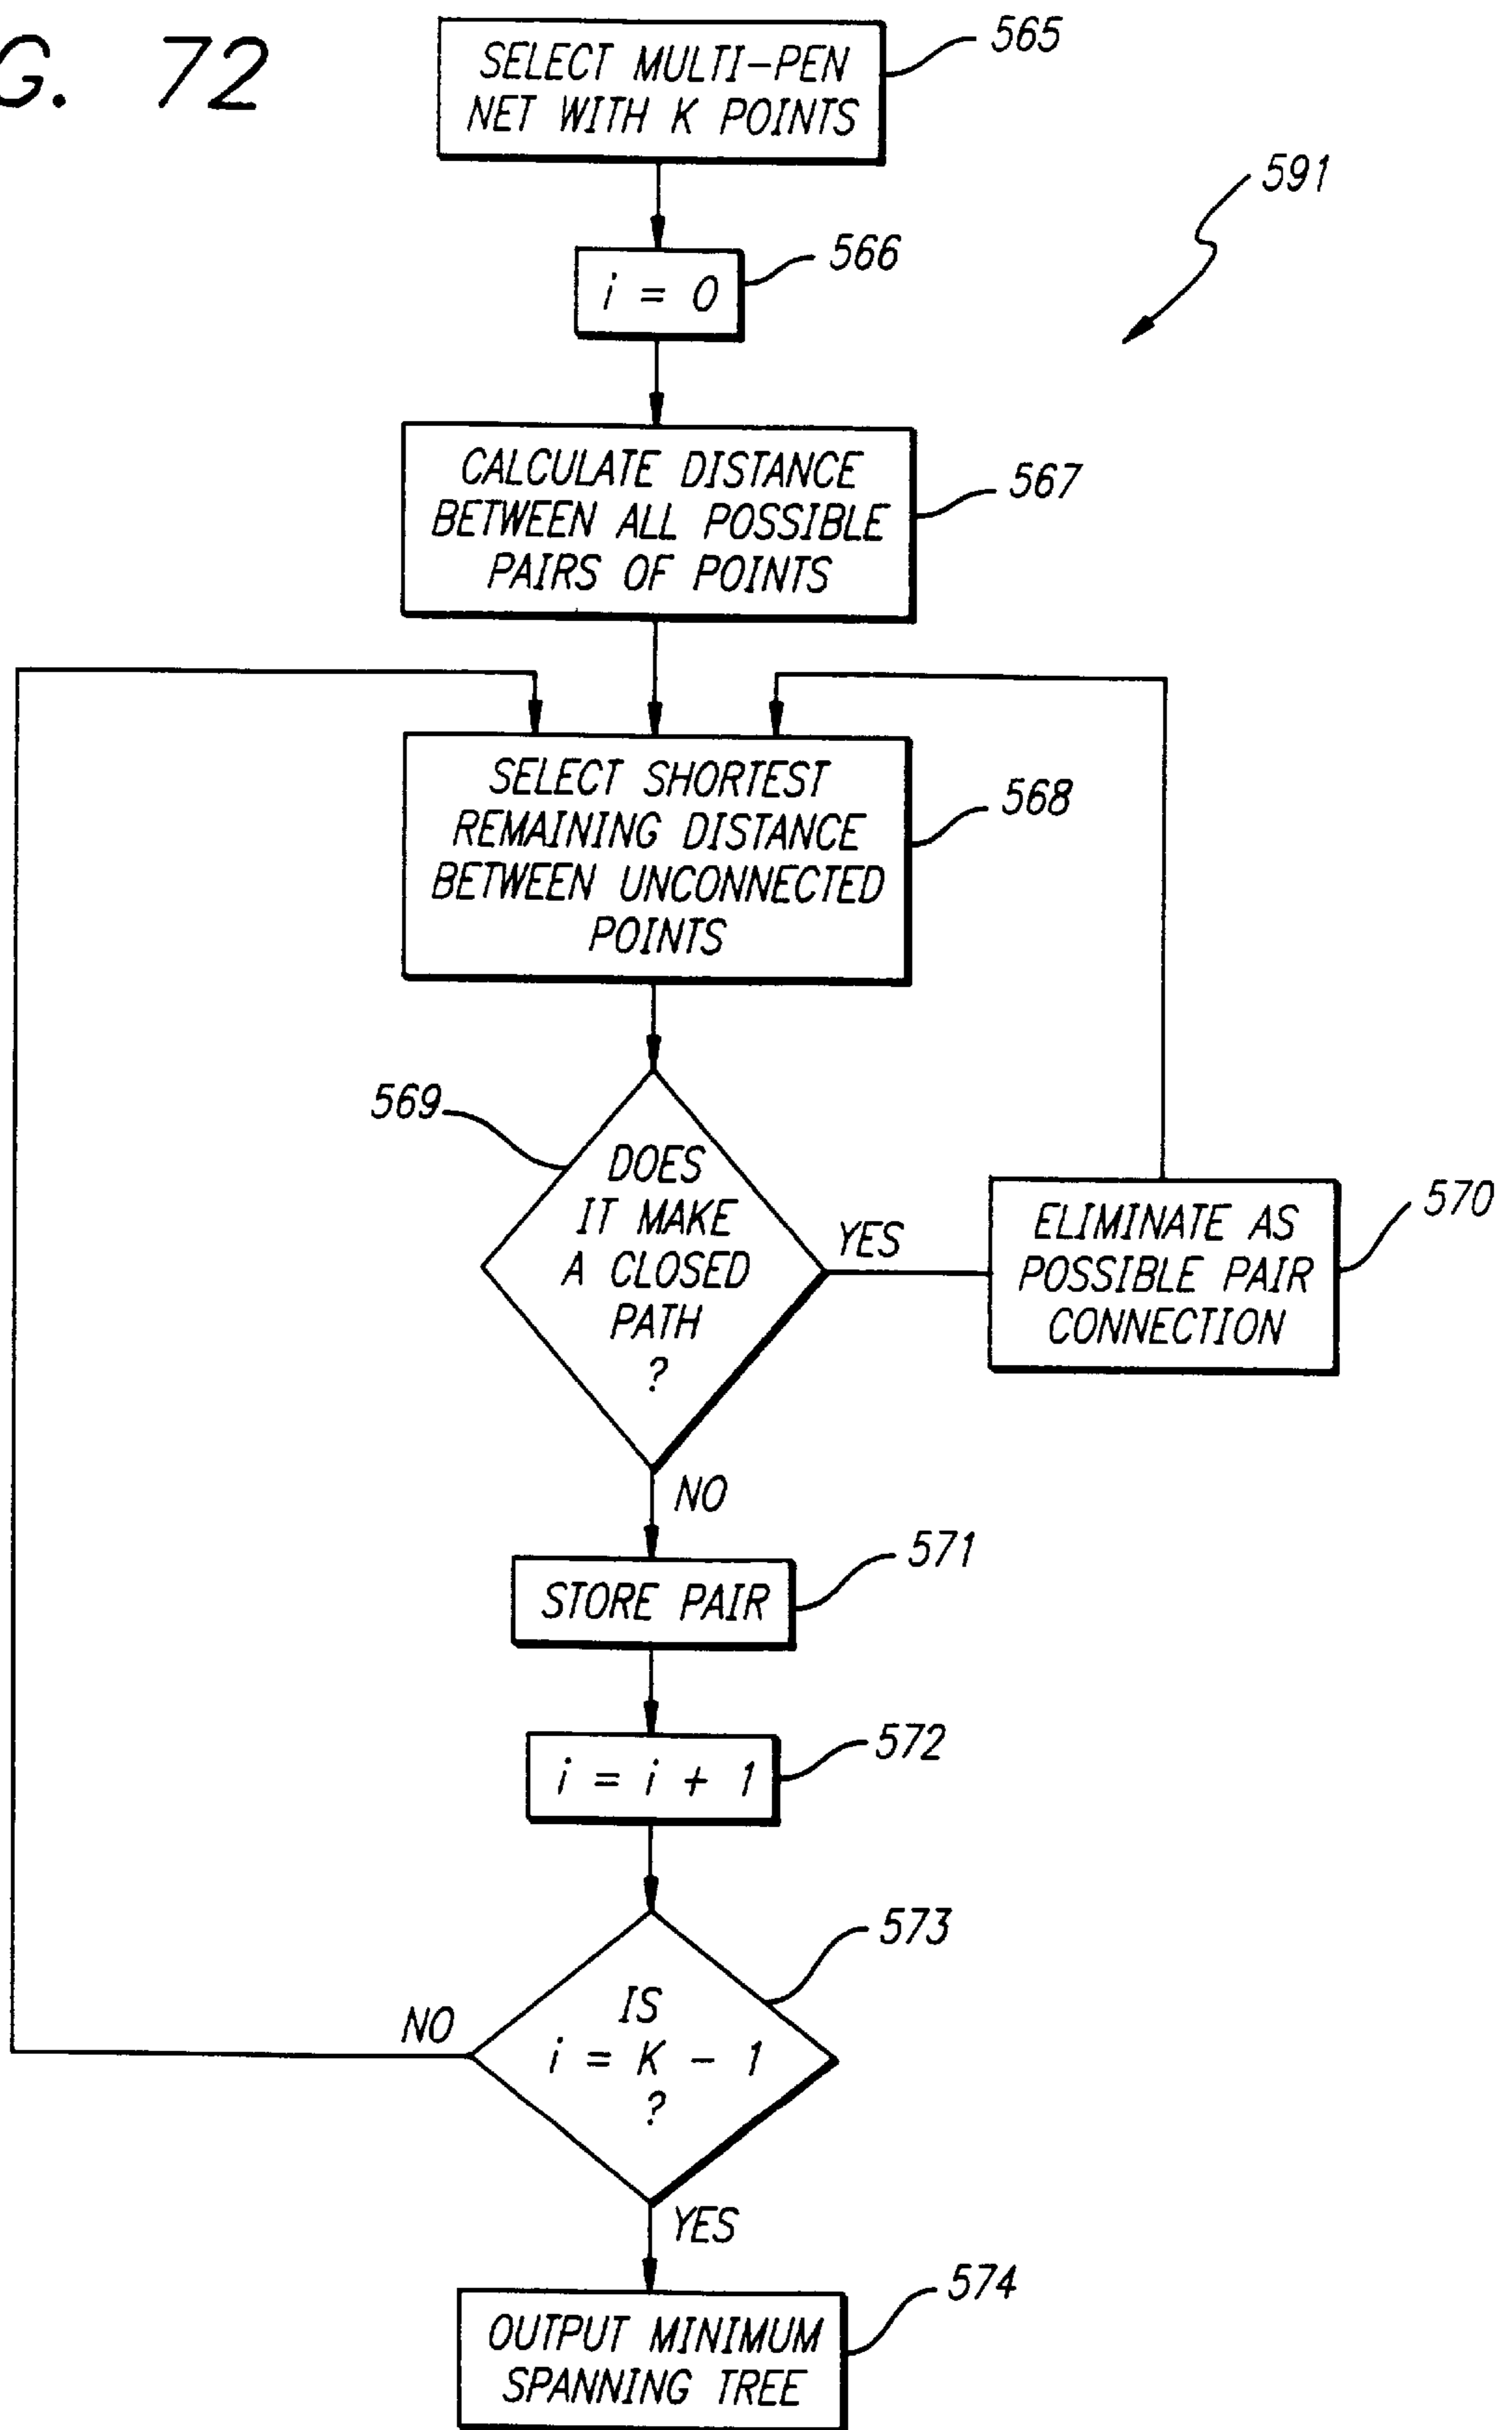 G. 72
SELECT MULTI-PEN
NET WITH K POINTS
565
591
i = 0
566
CALCULATE DISTANCE
BETWEEN ALL POSSIBLE
PAIRS OF POINTS
567
SELECT SHORTEST
REMAINING DISTANCE
BETWEEN UNCONNECTED
POINTS
568
569
DOES
IT MAKE
A CLOSED
PATH
?
YES
ELIMINATE AS
POSSIBLE PAIR
CONNECTION
570
NO
STORE PAIR
571
i = i + 1
572
573
IS
i = K - 1
?
NO
YES
OUTPUT MINIMUM
SPANNING TREE
574